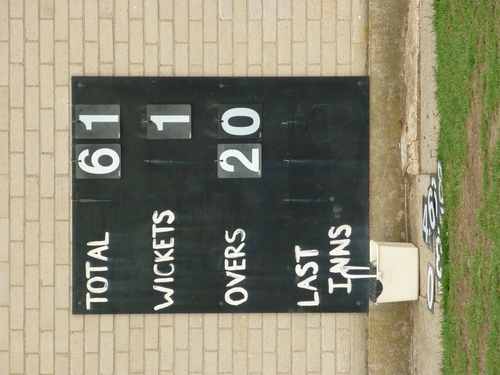 TOTAL 61
WICKETS 1
OVERS 20
LAST
INNS